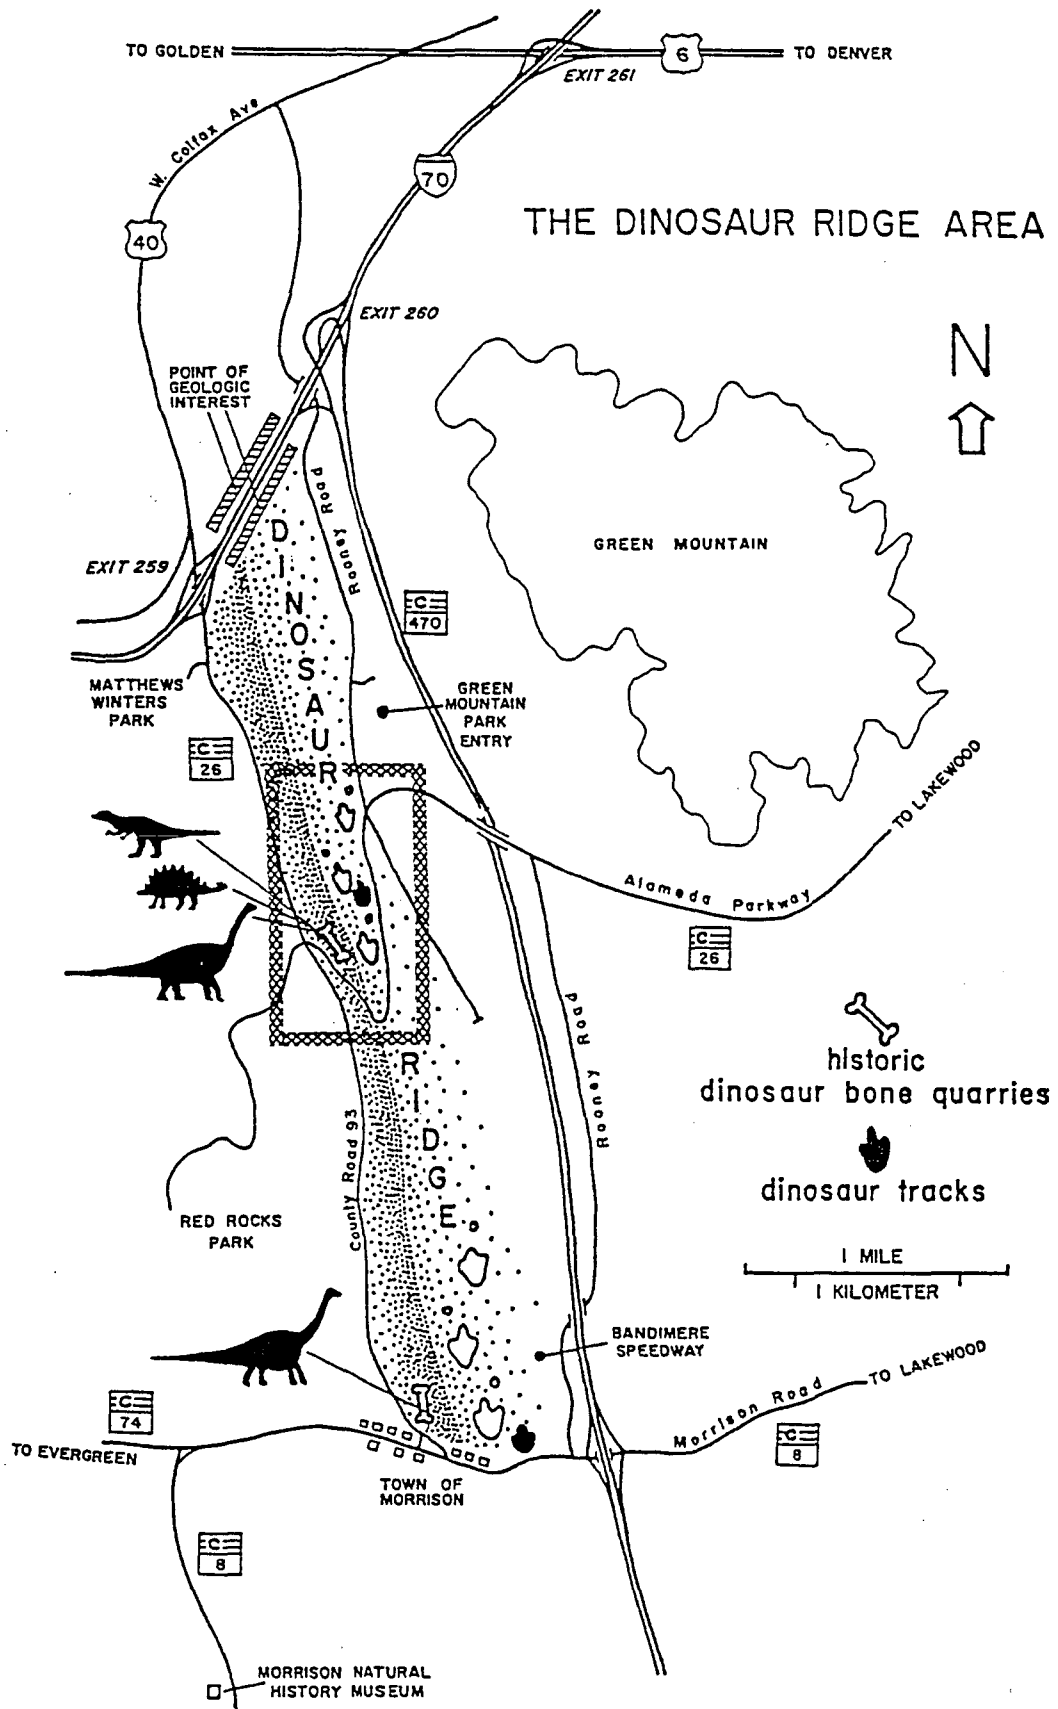 TO GOLDEN
6
TO DENVER
EXIT 261
W. Colfax Ave
70
THE DINOSAUR RIDGE AREA
40
EXIT 260
N
POINT OF
GEOLOGIC
INTEREST
Rooney Road
GREEN MOUNTAIN
EXIT 259
C
470
DINOSAUR
MATTHEWS
WINTERS
PARK
GREEN
MOUNTAIN
PARK
ENTRY
C
26
TO LAKEWOOD
Alameda Parkway
C
26
Rooney Road
historic
dinosaur bone quarries
RIDGE
County Road 93
dinosaur tracks
RED ROCKS
PARK
1 MILE
1 KILOMETER
BANDIMERE
SPEEDWAY
TO LAKEWOOD
Morrison Road
C
74
C
8
TO EVERGREEN
TOWN OF
MORRISON
C
8
MORRISON NATURAL
HISTORY MUSEUM